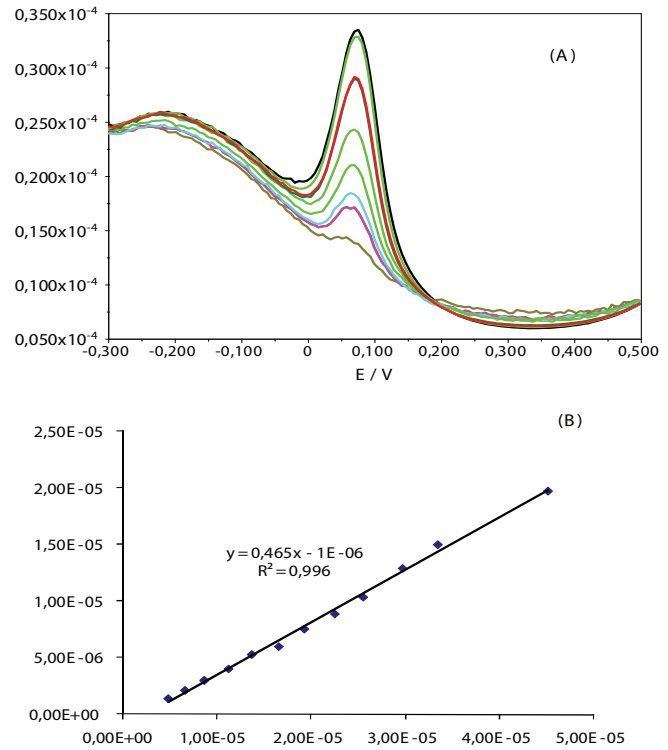 0,350x10⁻⁴
(A)
0,300x10⁻⁴
0,250x10⁻⁴
0,200x10⁻⁴
0,150x10⁻⁴
0,100x10⁻⁴
0,050x10⁻⁴
-0,300 -0,200 -0,100 0 0,100 0,200 0,300 0,400 0,500
E / V
(B)
2,50E-05
2,00E-05
1,50E-05
y = 0,465x - 1E-06
R² = 0,996
1,00E-05
5,00E-06
0,00E+00
0,00E+00 1,00E-05 2,00E-05 3,00E-05 4,00E-05 5,00E-05